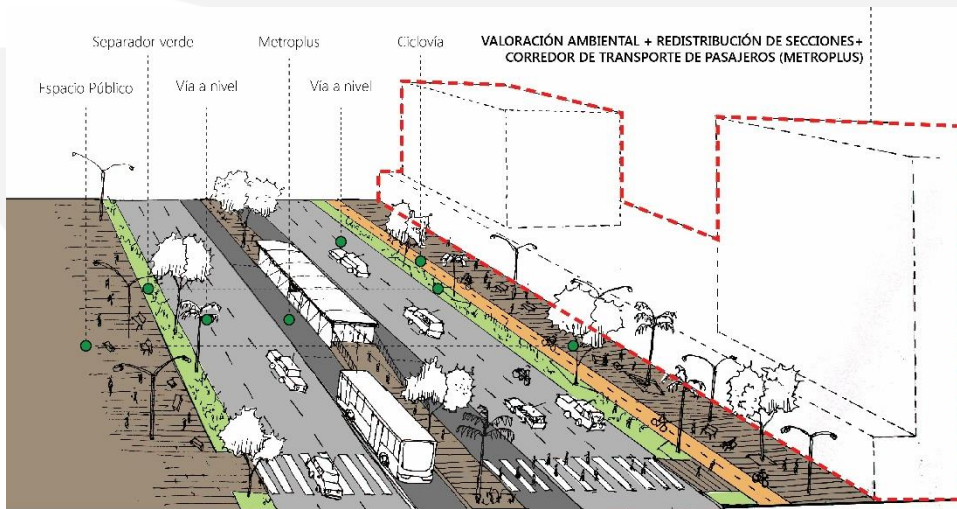 Separador verde
Metroplus
Ciclovía
VALORACIÓN AMBIENTAL + REDISTRIBUCIÓN DE SECCIONES+
CORREDOR DE TRANSPORTE DE PASAJEROS (METROPLUS)
Espacio Público
Vía a nivel
Vía a nivel